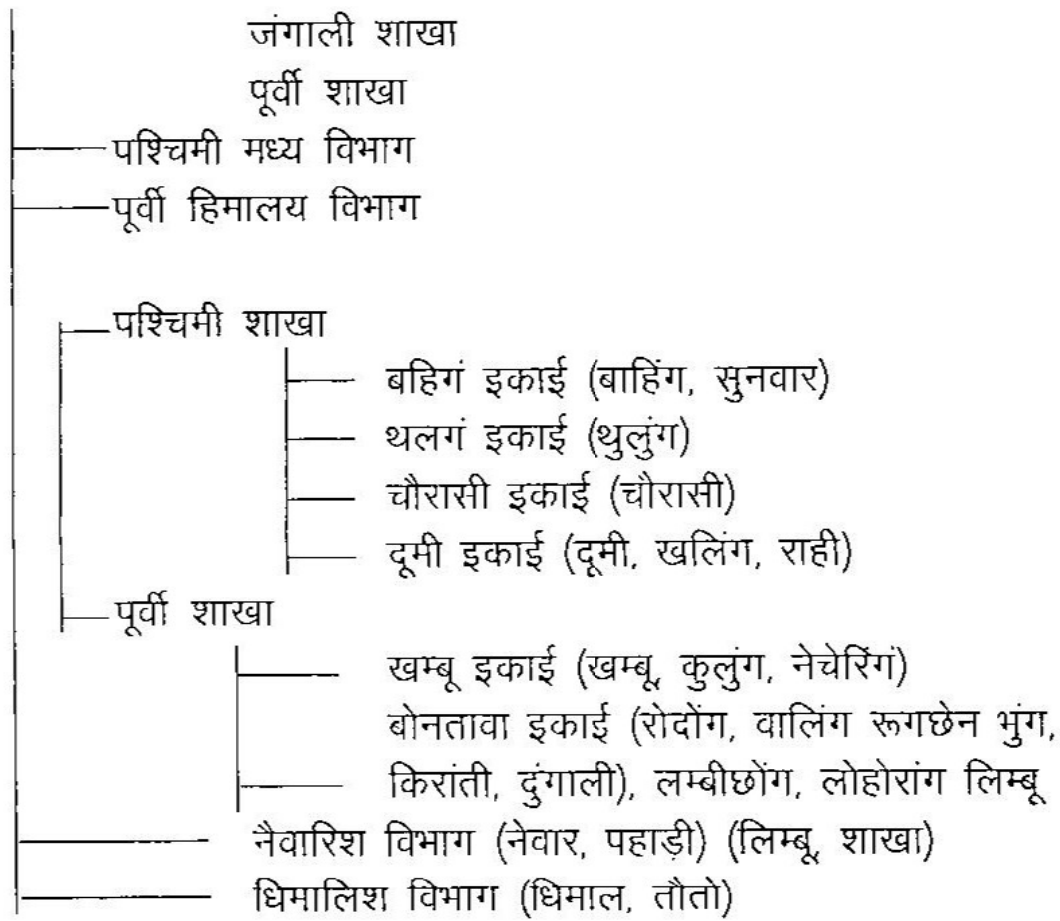 जंगाली शाखा
पूर्वी शाखा
पश्चिमी मध्य विभाग
पूर्वी हिमालय विभाग
पश्चिमी शाखा
बहिगं इकाई (बाहिंग, सुनवार)
थलगं इकाई (थुलुंग)
चौरासी इकाई (चौरासी)
दूमी इकाई (दूमी, खलिंग, राही)
पूर्वी शाखा
खम्बू इकाई (खम्बू, कुलुंग, नेचेरिंग)
बोनतावा इकाई (रोदोंग, वालिंग रूगछेन भुंग,
किरांती, दुंगाली), लम्बीछोंग, लोहोरांग लिम्बू
नैवारिश विभाग (नेवार, पहाड़ी) (लिम्बू, शाखा)
धिमालिश विभाग (धिमाल, तौतो)